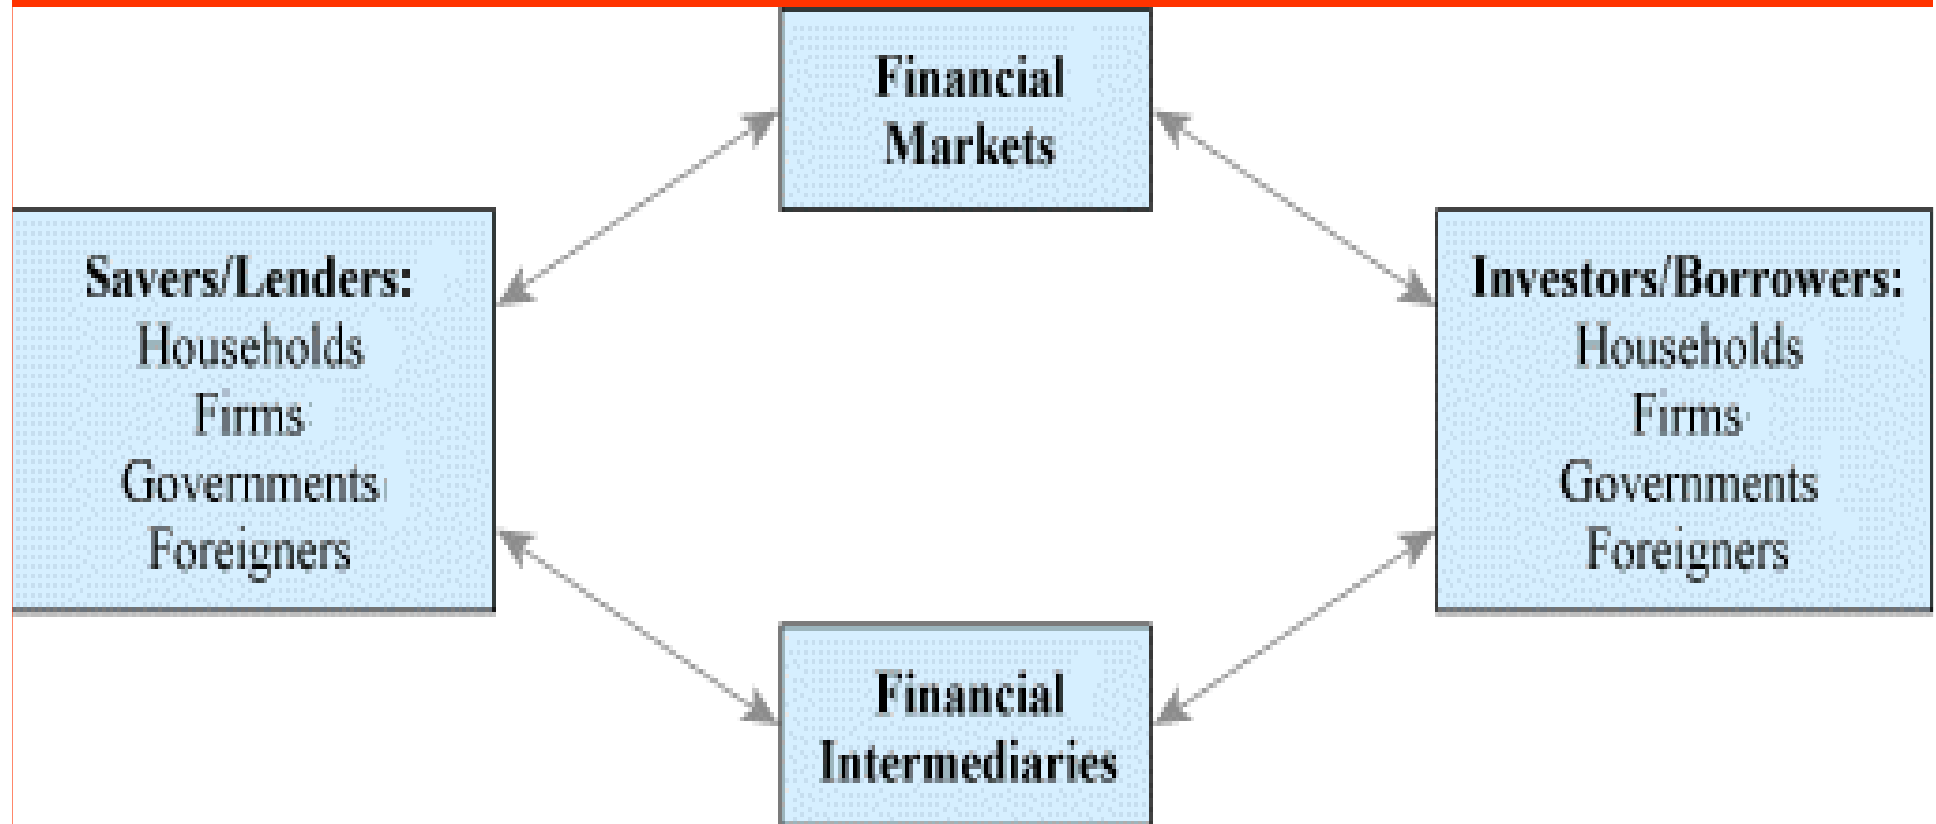 Financial
Markets
Savers/Lenders:
Households
Firms
Governments
Foreigners
Investors/Borrowers:
Households
Firms
Governments
Foreigners
Financial
Intermediaries